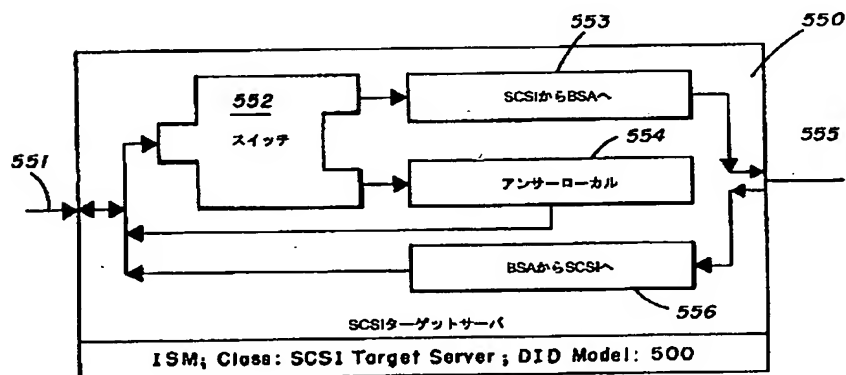 553
550
552
スイッチ
SCSIからBSAへ
554
555
551
アンサーローカル
BSAからSCSIへ
556
SCSIターゲットサーバ
ISM; Class: SCSI Target Server; DID Model: 500